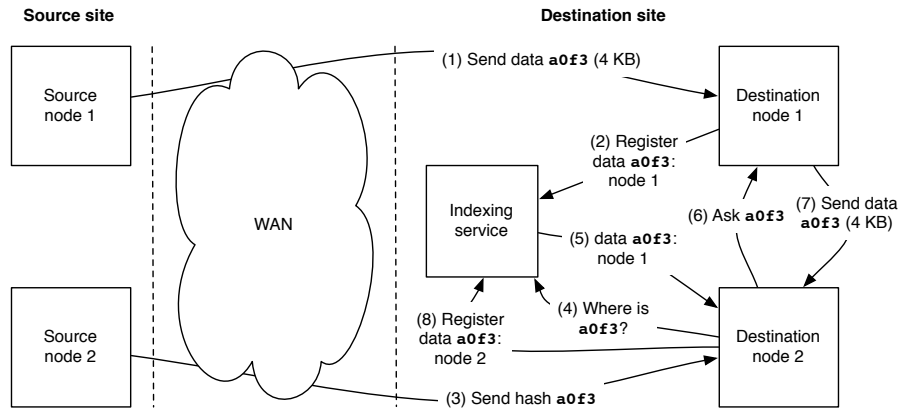 Source site
Destination site
Source
node 1
(1) Send data a0f3 (4 KB)
Destination
node 1
(2) Register
data a0f3:
node 1
WAN
Indexing
service
(6) Ask a0f3
(7) Send data
a0f3 (4 KB)
(5) data a0f3:
node 1
(4) Where is
a0f3?
(8) Register
data a0f3:
node 2
Source
node 2
Destination
node 2
(3) Send hash a0f3